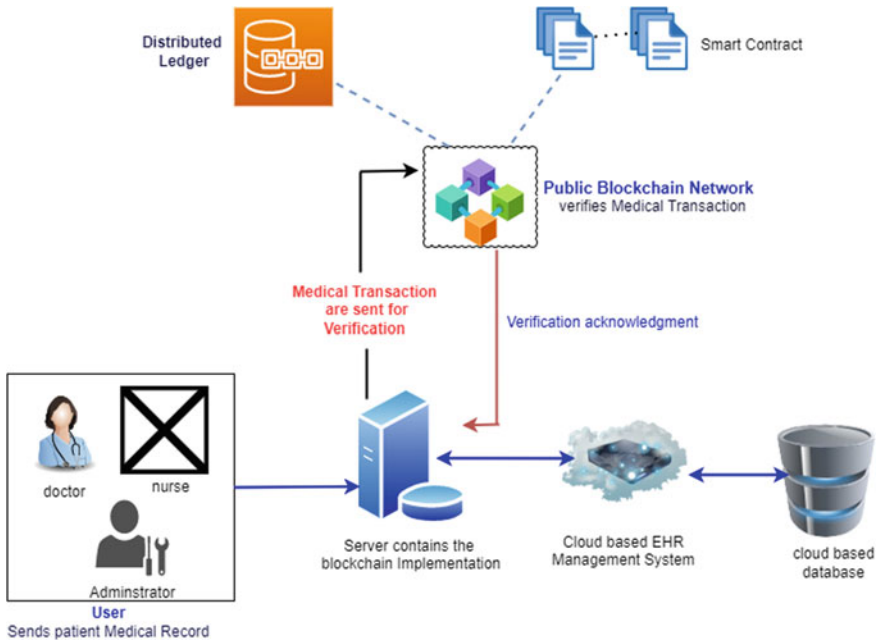 Distributed
Ledger
Smart Contract
Public Blockchain Network
verifies Medical Transaction
Medical Transaction
are sent for
Verification
Verification acknowledgment
doctor
nurse
Adminstrator
User
Sends patient Medical Record
Server contains the
blockchain Implementation
Cloud based EHR
Management System
cloud based
database